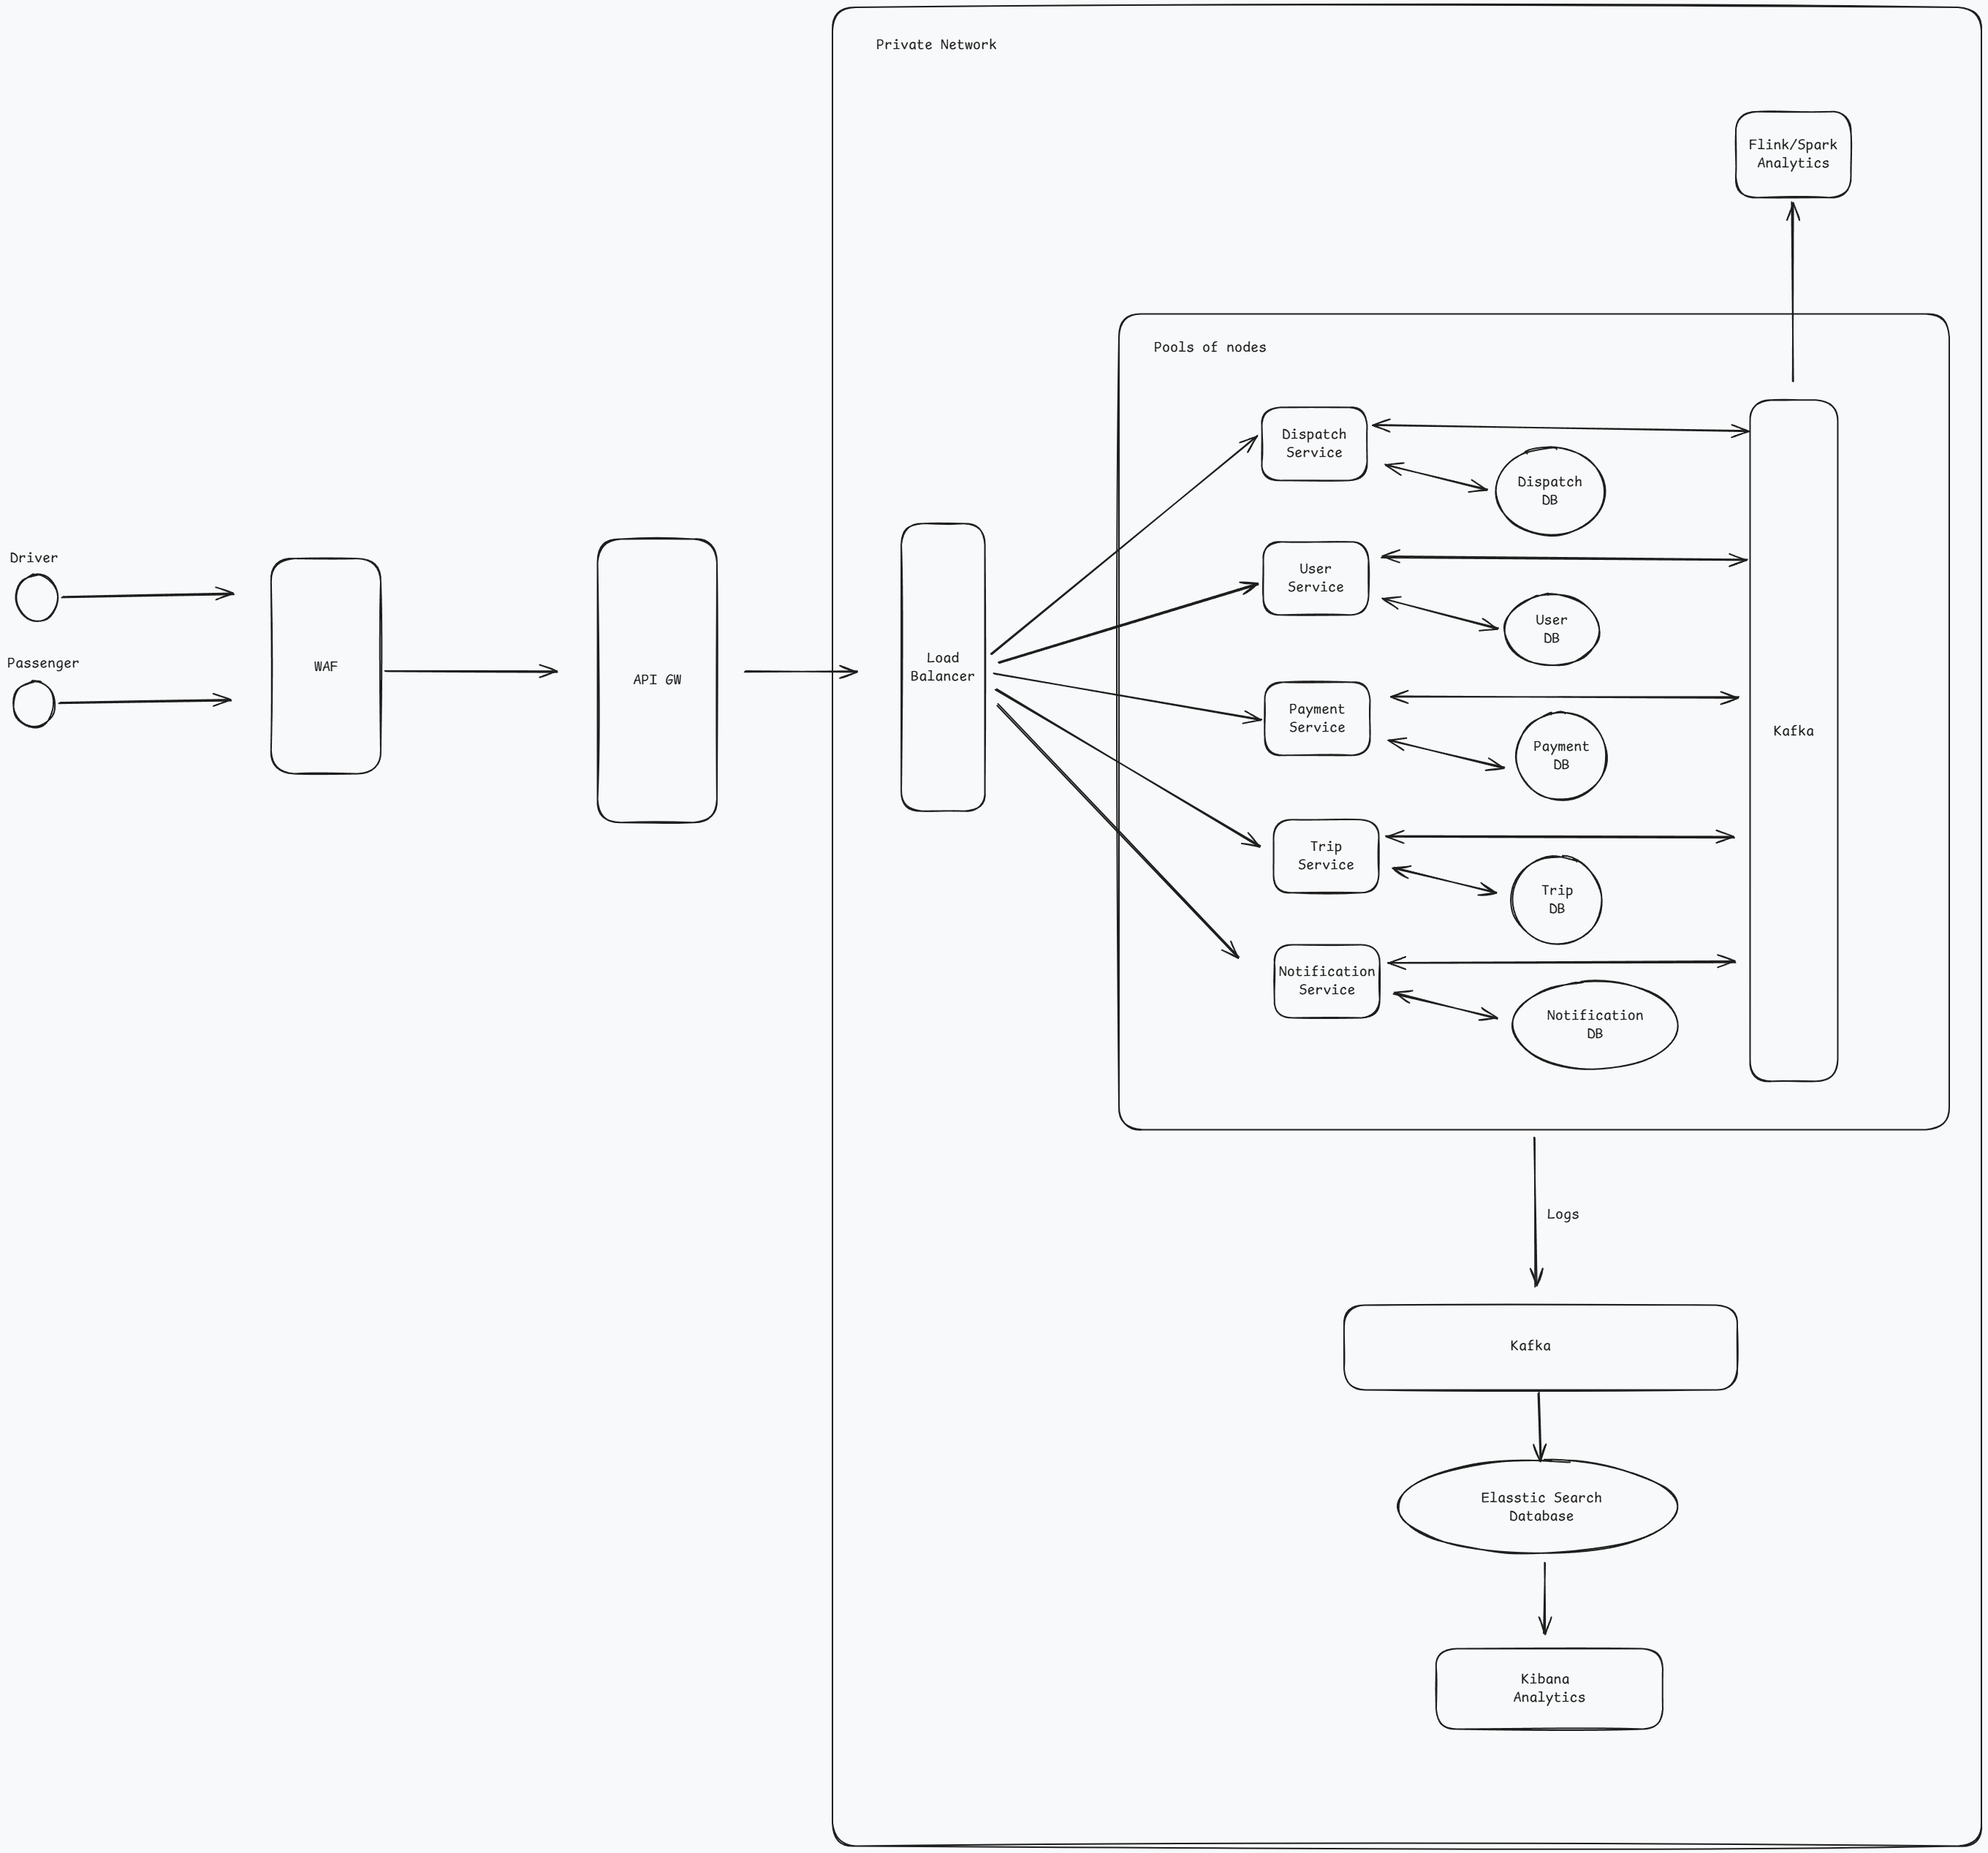 Private Network
Flink/Spark
Analytics
Pools of nodes
Dispatch
Service
Dispatch
DB
Driver
User
Service
User
DB
Passenger
WAF
API GW
Load
Balancer
Payment
Service
Payment
DB
Kafka
Trip
Service
Trip
DB
Notification
Service
Notification
DB
Logs
Kafka
Elasstic Search
Database
Kibana
Analytics